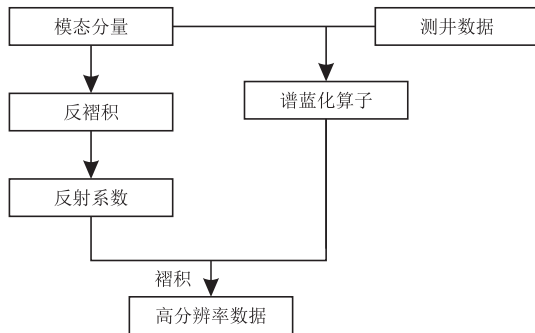 模态分量
测井数据
反褶积
谱蓝化算子
反射系数
褶积
高分辨率数据